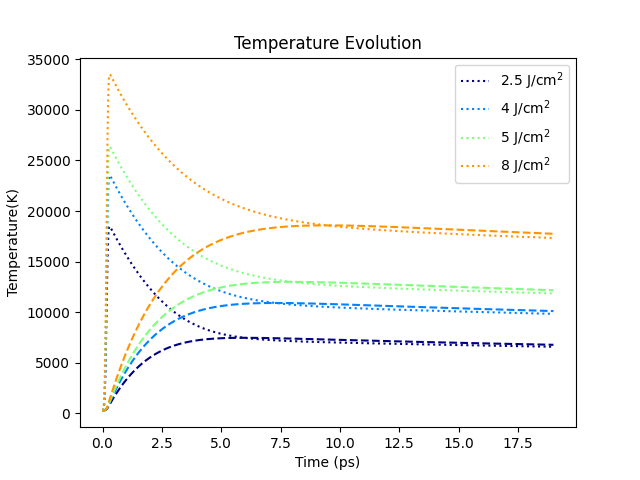 Temperature Evolution
35000
30000
25000
20000
15000
10000
5000
0
Temperature(K)
2.5 J/cm²
4 J/cm²
5 J/cm²
8 J/cm²
0.0 2.5 5.0 7.5 10.0 12.5 15.0 17.5
Time (ps)